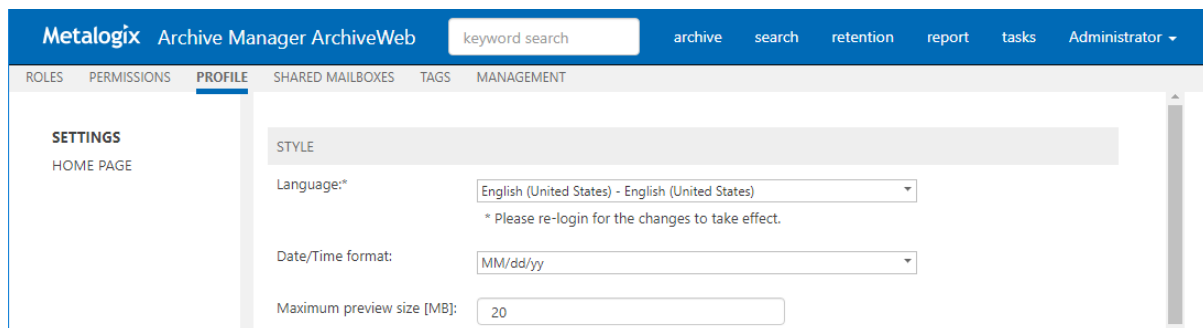 Metalogix Archive Manager ArchiveWeb keyword search archive search retention report tasks Administrator
ROLES PERMISSIONS PROFILE SHARED MAILBOXES TAGS MANAGEMENT
SETTINGS
HOME PAGE
STYLE
Language:* English (United States) - English (United States)
* Please re-login for the changes to take effect.
Date/Time format: MM/dd/yy
Maximum preview size [MB]: 20